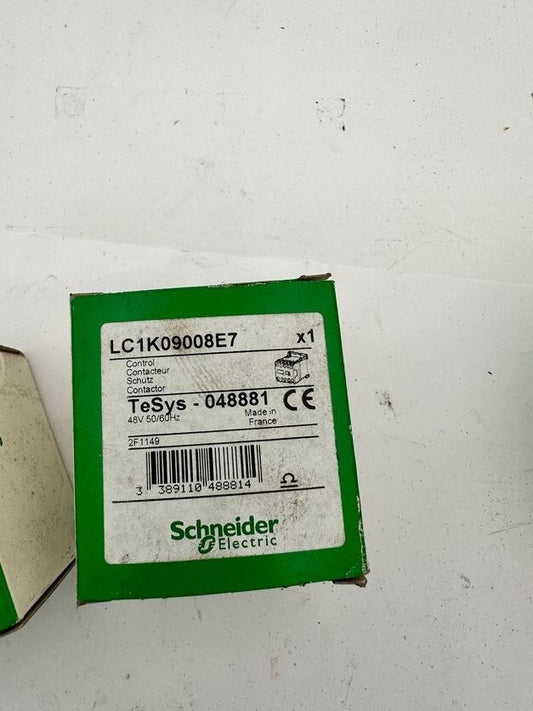 LC1K09008E7 x1
Control
Contacteur
Schütz
Contactor
TeSys - 048881 CE
48V 50/60Hz Made in
France
2F1149
3 389110 488814
Schneider
Electric